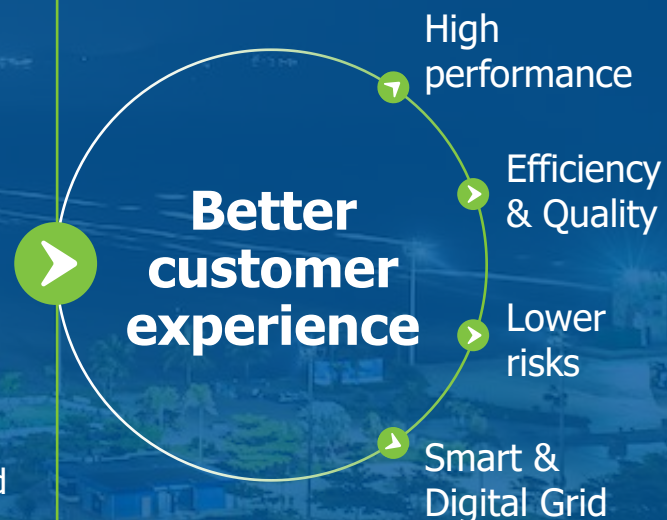 High
performance
Efficiency
& Quality
Better
customer
experience
Lower
risks
Smart &
Digital Grid